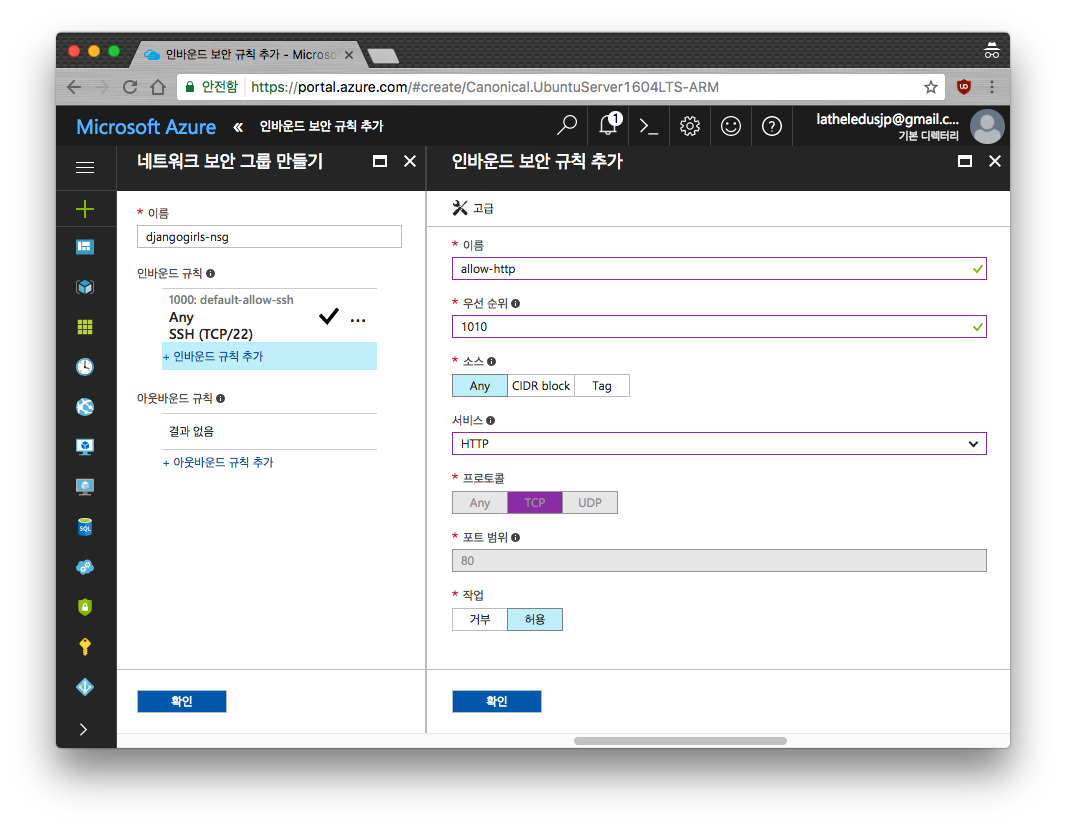 인바운드 보안 규칙 추가 - Microso
안전함 https://portal.azure.com/#create/Canonical.UbuntuServer1604LTS-ARM
Microsoft Azure « 인바운드 보안 규칙 추가
1
latheledusjp@gmail.c...
기본 디렉터리
네트워크 보안 그룹 만들기
* 이름
djangogirls-nsg
인바운드 규칙
1000: default-allow-ssh
Any
SSH (TCP/22)
...
+ 인바운드 규칙 추가
아웃바운드 규칙
결과 없음
+ 아웃바운드 규칙 추가
확인
인바운드 보안 규칙 추가
고급
* 이름
allow-http
* 우선 순위
1010
* 소스
Any CIDR block Tag
서비스
HTTP
* 프로토콜
Any TCP UDP
* 포트 범위
80
* 작업
거부 허용
확인